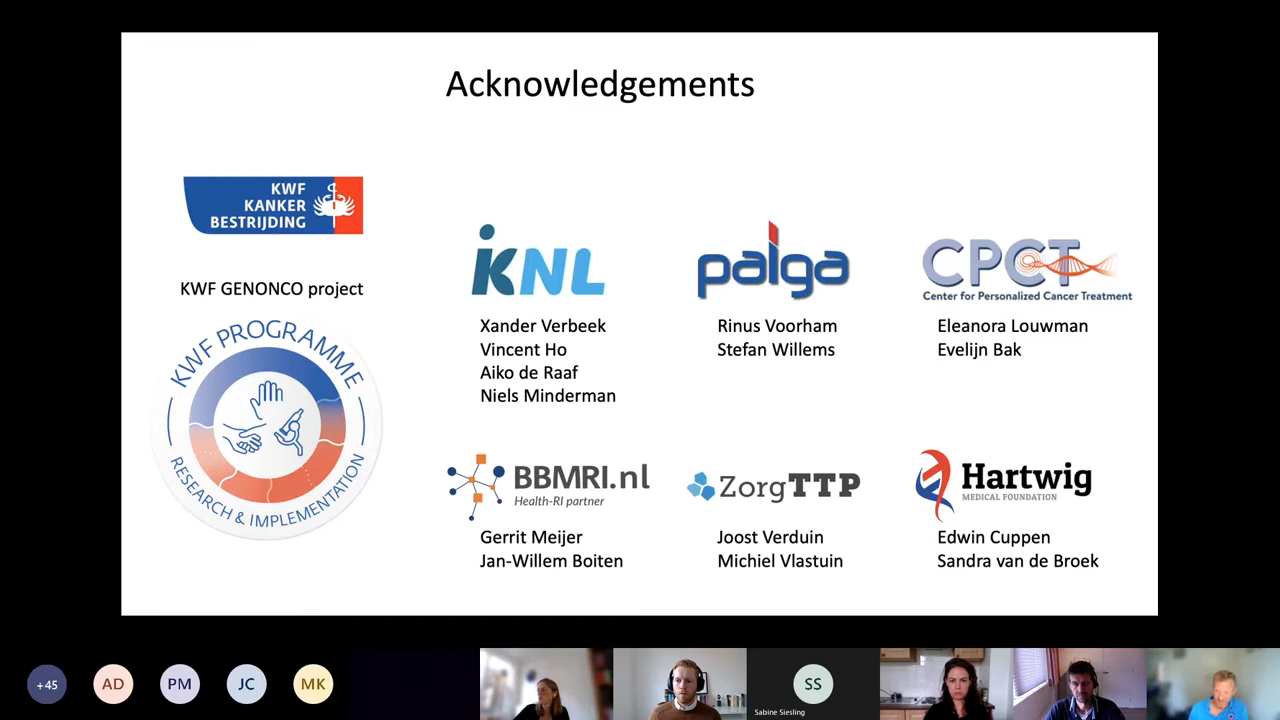 Acknowledgements
KWF
KANKER
BESTRIJDING
KWF GENONCO project
KWF PROGRAMME
RESEARCH & IMPLEMENTATION
iKNL
Xander Verbeek
Vincent Ho
Aiko de Raaf
Niels Minderman
palga
Rinus Voorham
Stefan Willems
CPCT
Center for Personalized Cancer Treatment
Eleanora Louwman
Evelijn Bak
BBMRI.nl
Health-RI partner
Gerrit Meijer
Jan-Willem Boiten
ZorgTTP
Joost Verduin
Michiel Vlastuin
Hartwig
MEDICAL FOUNDATION
Edwin Cuppen
Sandra van de Broek
+45
AD
PM
JC
MK
SS
Sabine Siesling